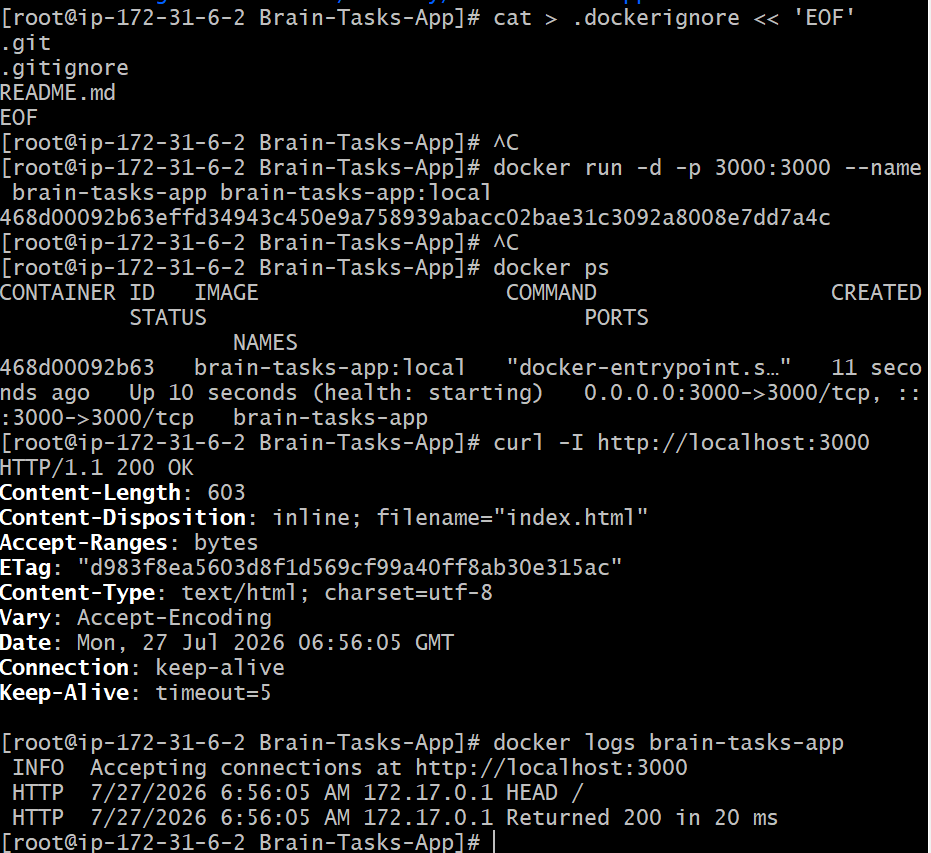 [root@ip-172-31-6-2 Brain-Tasks-App]# cat > .dockerignore << 'EOF'
.git
.gitignore
README.md
EOF
[root@ip-172-31-6-2 Brain-Tasks-App]# ^C
[root@ip-172-31-6-2 Brain-Tasks-App]# docker run -d -p 3000:3000 --name
 brain-tasks-app brain-tasks-app:local
468d00092b63effd34943c450e9a758939abacc02bae31c3092a8008e7dd7a4c
[root@ip-172-31-6-2 Brain-Tasks-App]# ^C
[root@ip-172-31-6-2 Brain-Tasks-App]# docker ps
CONTAINER ID   IMAGE                   COMMAND                  CREATED
          STATUS                             PORTS
                  NAMES
468d00092b63   brain-tasks-app:local   "docker-entrypoint.s…"   11 seco
nds ago   Up 10 seconds (health: starting)   0.0.0.0:3000->3000/tcp, ::
:3000->3000/tcp   brain-tasks-app
[root@ip-172-31-6-2 Brain-Tasks-App]# curl -I http://localhost:3000
HTTP/1.1 200 OK
Content-Length: 603
Content-Disposition: inline; filename="index.html"
Accept-Ranges: bytes
ETag: "d983f8ea5603d8f1d569cf99a40ff8ab30e315ac"
Content-Type: text/html; charset=utf-8
Vary: Accept-Encoding
Date: Mon, 27 Jul 2026 06:56:05 GMT
Connection: keep-alive
Keep-Alive: timeout=5

[root@ip-172-31-6-2 Brain-Tasks-App]# docker logs brain-tasks-app
 INFO  Accepting connections at http://localhost:3000
 HTTP  7/27/2026 6:56:05 AM 172.17.0.1 HEAD /
 HTTP  7/27/2026 6:56:05 AM 172.17.0.1 Returned 200 in 20 ms
[root@ip-172-31-6-2 Brain-Tasks-App]#